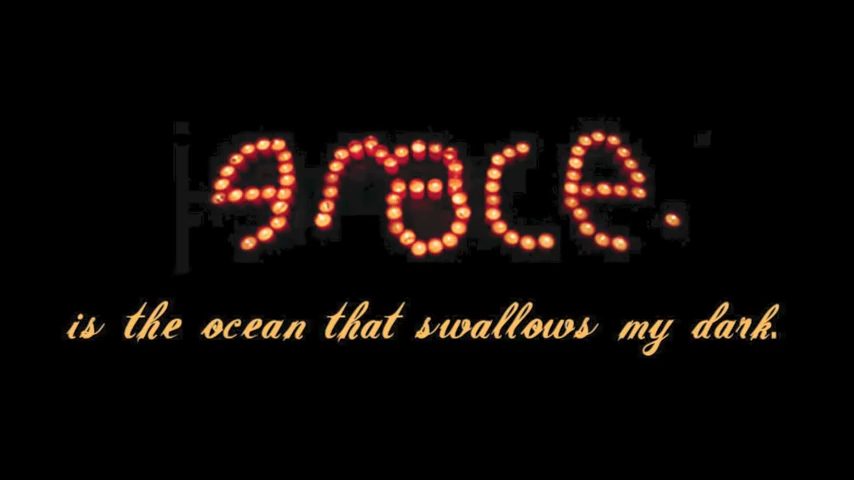 grace.
is the ocean that swallows my dark.